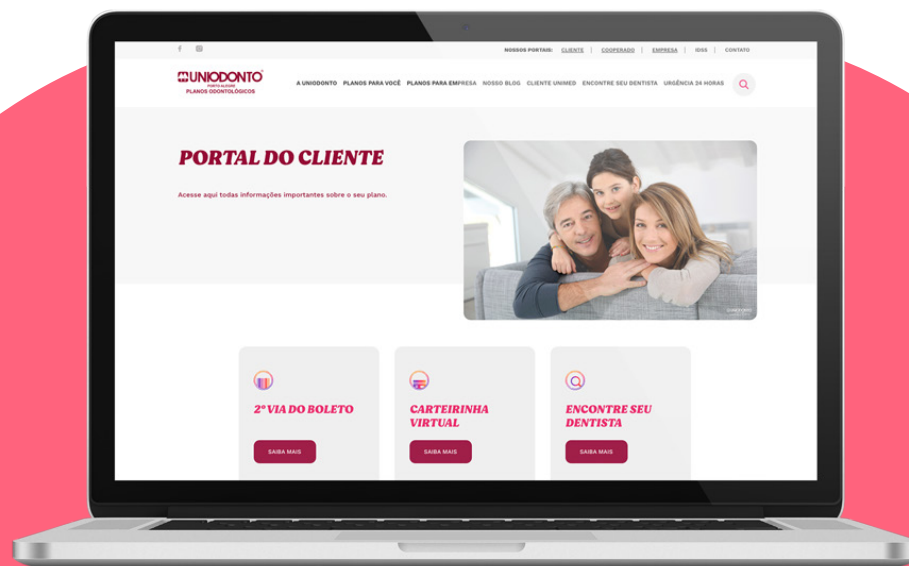 NOSSOS PORTAIS: CLIENTE | COOPERADO | EMPRESA | IDSS | CONTATO
UNIODONTO
PORTO ALEGRE
PLANOS ODONTOLÓGICOS
A UNIODONTO PLANOS PARA VOCÊ PLANOS PARA EMPRESA NOSSO BLOG CLIENTE UNIMED ENCONTRE SEU DENTISTA URGÊNCIA 24 HORAS
PORTAL DO CLIENTE
Acesse aqui todas informações importantes sobre o seu plano.
2ª VIA DO BOLETO
CARTEIRINHA
VIRTUAL
ENCONTRE SEU
DENTISTA
SAIBA MAIS
SAIBA MAIS
SAIBA MAIS